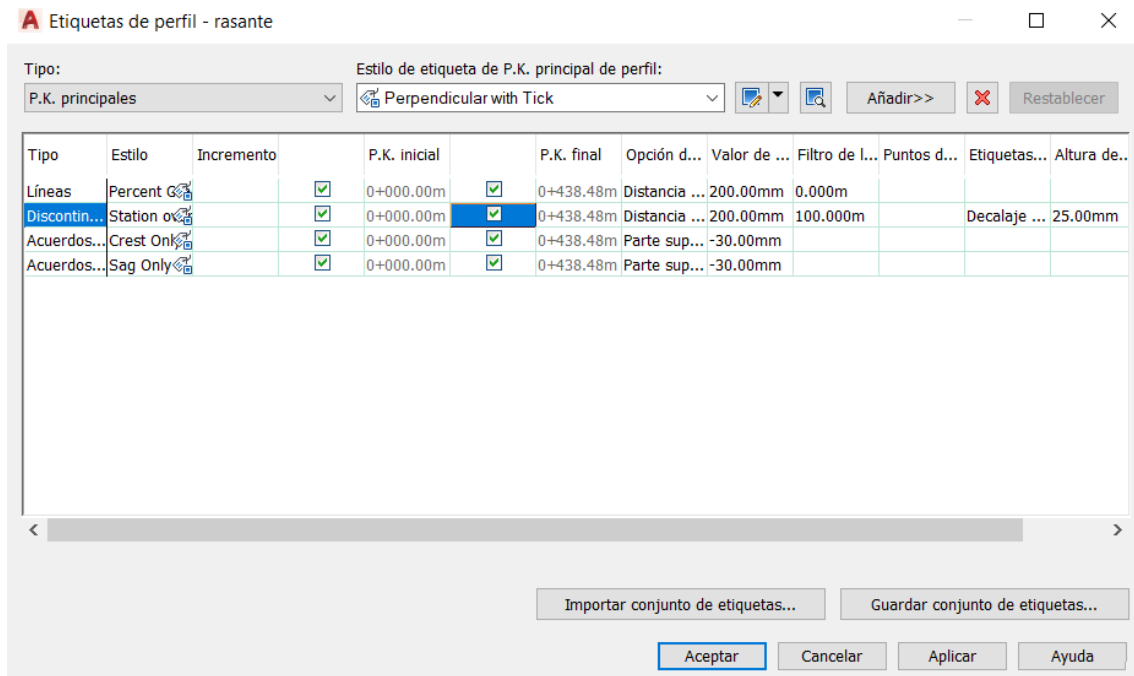 Etiquetas de perfil - rasante
Tipo: Estilo de etiqueta de P.K. principal de perfil:
P.K. principales Perpendicular with Tick Añadir>> Restablecer
Tipo Estilo Incremento P.K. inicial P.K. final Opción d... Valor de ... Filtro de l... Puntos d... Etiquetas... Altura de...
Líneas Percent G 0+000.00m 0+438.48m Distancia ... 200.00mm 0.000m
Discontin... Station ov 0+000.00m 0+438.48m Distancia ... 200.00mm 100.000m Decalaje ... 25.00mm
Acuerdos... Crest Only 0+000.00m 0+438.48m Parte sup... -30.00mm
Acuerdos... Sag Only 0+000.00m 0+438.48m Parte sup... -30.00mm
Importar conjunto de etiquetas... Guardar conjunto de etiquetas...
Aceptar Cancelar Aplicar Ayuda